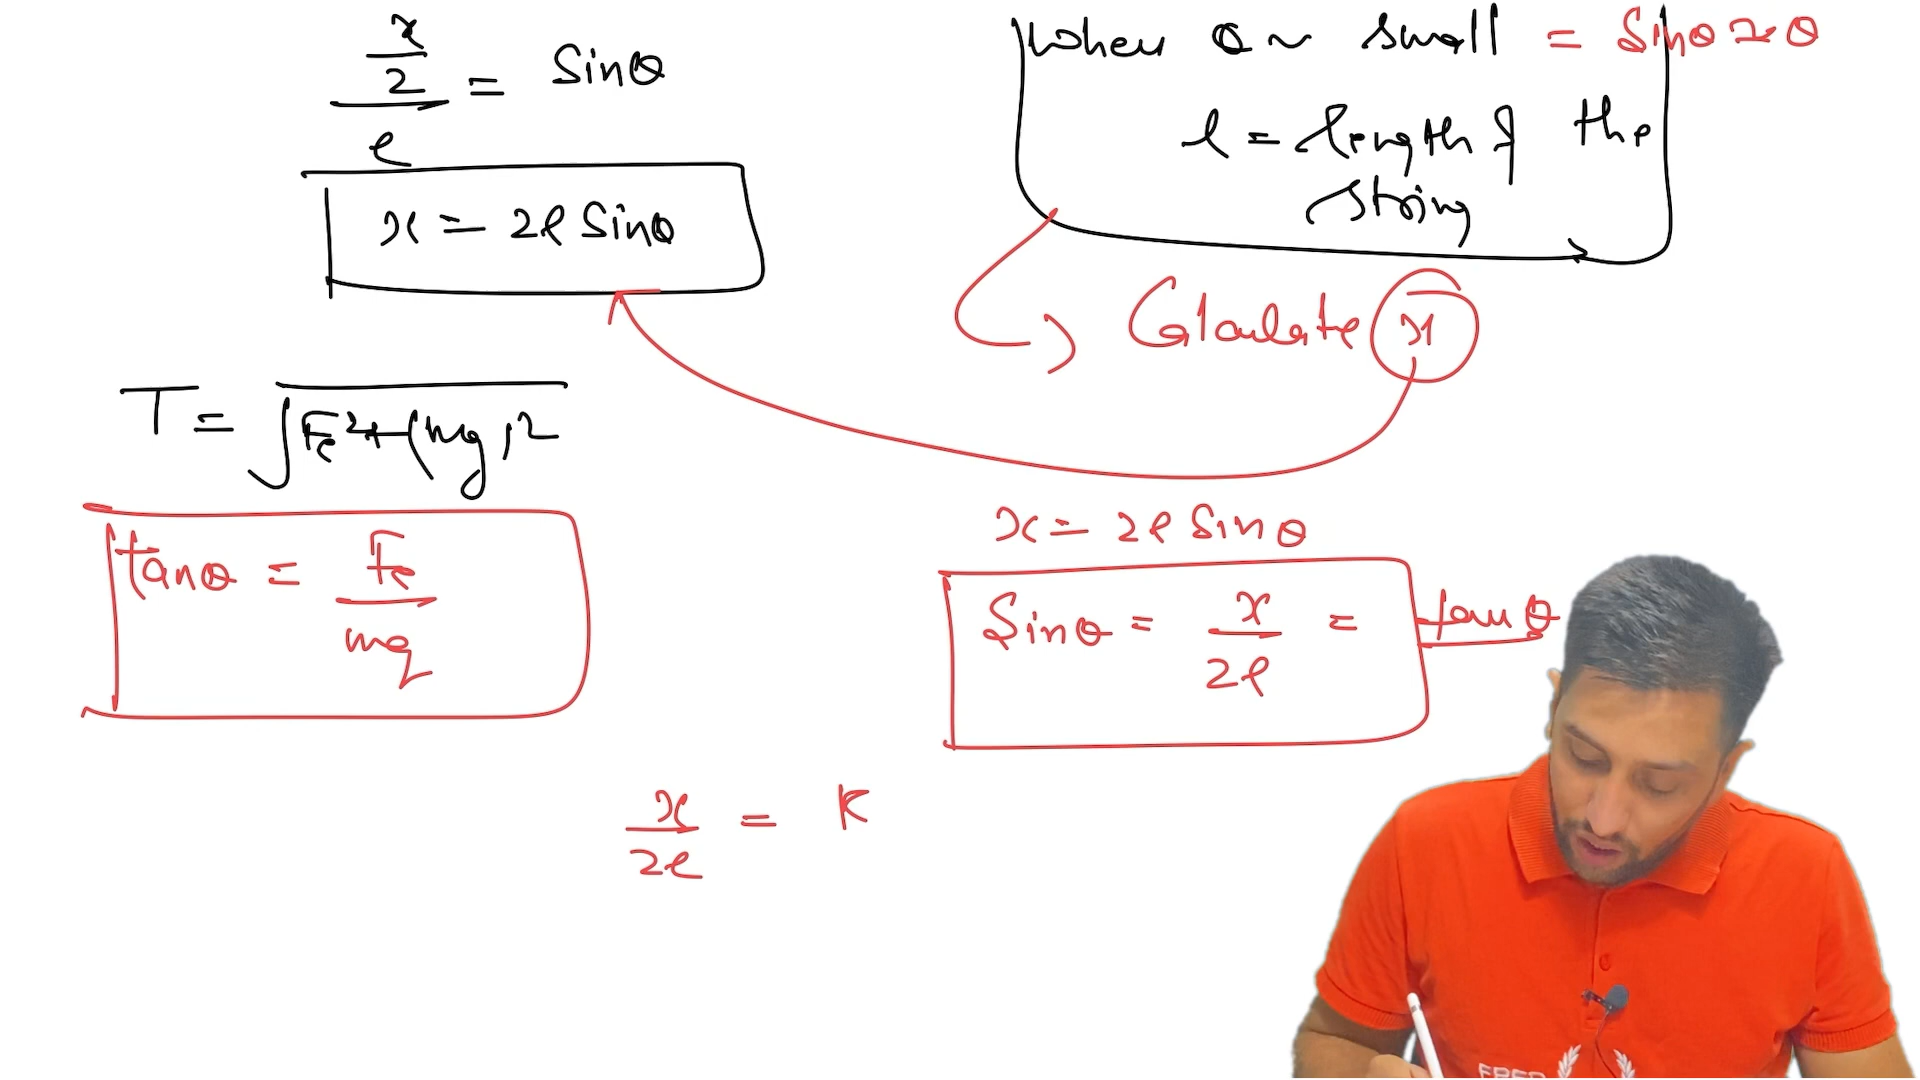 x/2 / l = Sinθ
x = 2l Sinθ
When θ ~ small = Sinθ ≈ θ
l = length of the
string
Calculate x
T = √Fe²+(mg)²
tanθ = Fe/mg
x = 2l Sinθ
Sinθ = x/2l = tanθ
x/2l = K